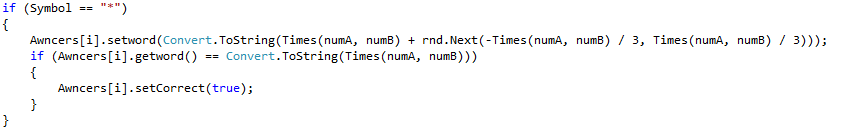 if (Symbol == "*")
{
    Awncers[i].setword(Convert.ToString(Times(numA, numB) + rnd.Next(-Times(numA, numB) / 3, Times(numA, numB) / 3)));
    if (Awncers[i].getword() == Convert.ToString(Times(numA, numB)))
    {
        Awncers[i].setCorrect(true);
    }
}